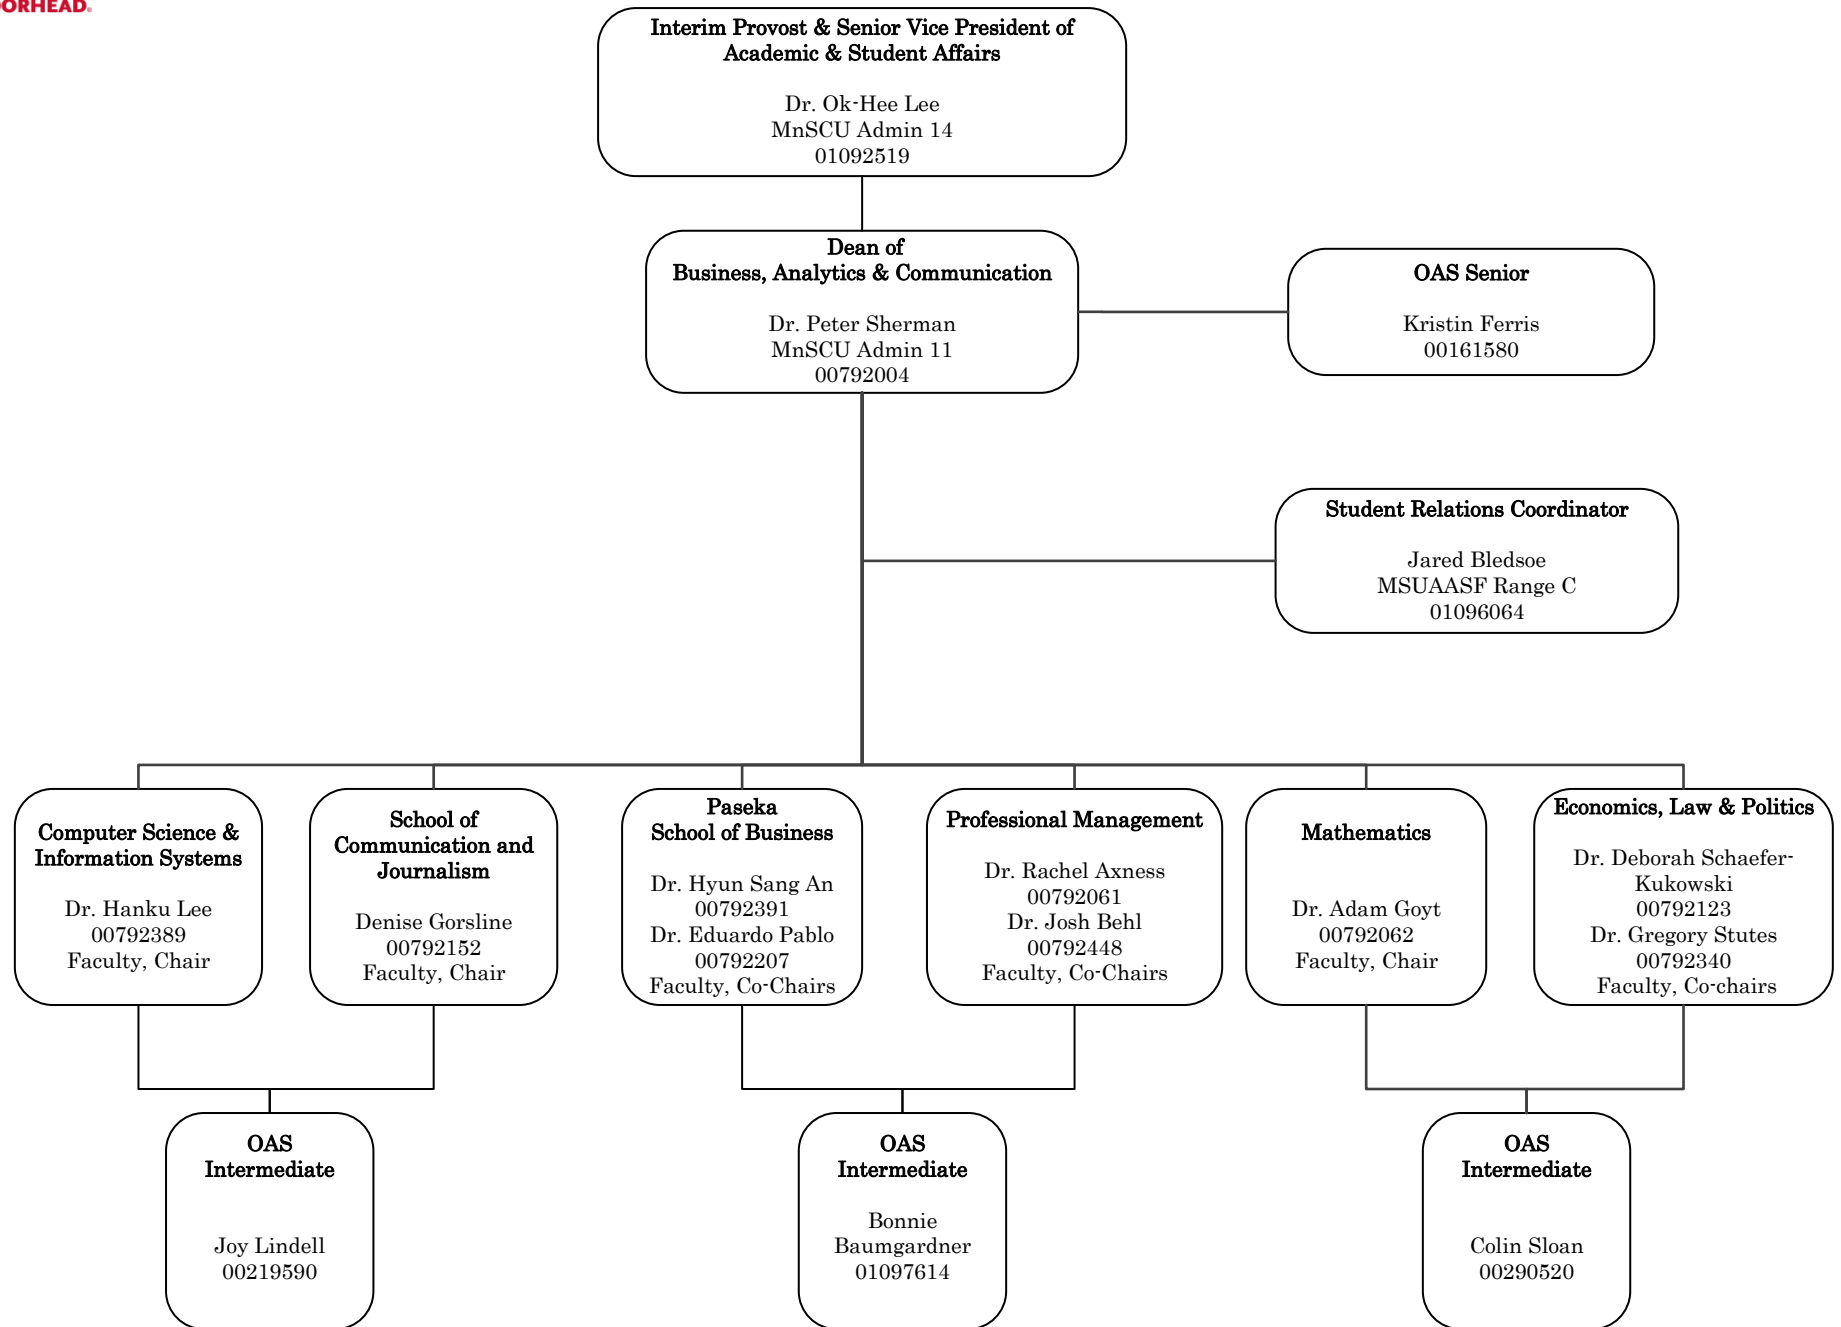 Interim Provost & Senior Vice President of
Academic & Student Affairs
Dr. Ok-Hee Lee
MnSCU Admin 14
01092519
Dean of
Business, Analytics & Communication
Dr. Peter Sherman
MnSCU Admin 11
00792004
OAS Senior
Kristin Ferris
00161580
Student Relations Coordinator
Jared Bledsoe
MSUAASF Range C
01096064
Computer Science &
Information Systems
Dr. Hanku Lee
00792389
Faculty, Chair
School of
Communication and
Journalism
Denise Gorsline
00792152
Faculty, Chair
Paseka
School of Business
Dr. Hyun Sang An
00792391
Dr. Eduardo Pablo
00792207
Faculty, Co-Chairs
Professional Management
Dr. Rachel Axness
00792061
Dr. Josh Behl
00792448
Faculty, Co-Chairs
Mathematics
Dr. Adam Goyt
00792062
Faculty, Chair
Economics, Law & Politics
Dr. Deborah Schaefer-
Kukowski
00792123
Dr. Gregory Stutes
00792340
Faculty, Co-chairs
OAS
Intermediate
Joy Lindell
00219590
OAS
Intermediate
Bonnie
Baumgardner
01097614
OAS
Intermediate
Colin Sloan
00290520